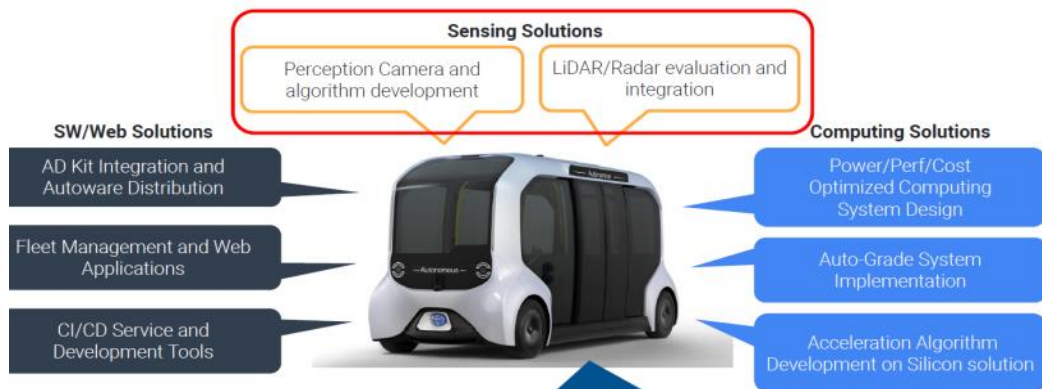 Sensing Solutions
Perception Camera and
algorithm development
LiDAR/Radar evaluation and
integration
SW/Web Solutions
AD Kit Integration and
Autoware Distribution
Fleet Management and Web
Applications
CI/CD Service and
Development Tools
Computing Solutions
Power/Perf/Cost
Optimized Computing
System Design
Auto-Grade System
Implementation
Acceleration Algorithm
Development on Silicon solution
Autonomous
Autonomous